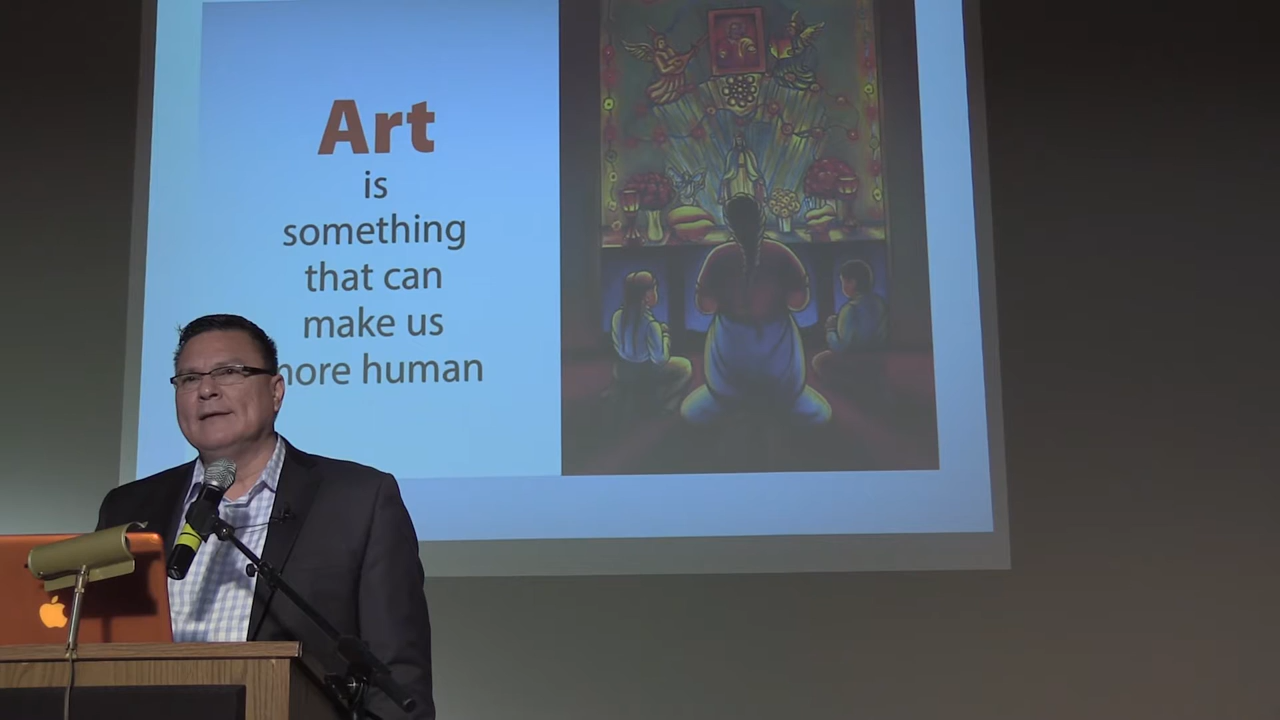 Art
is
something
that can
make us
more human